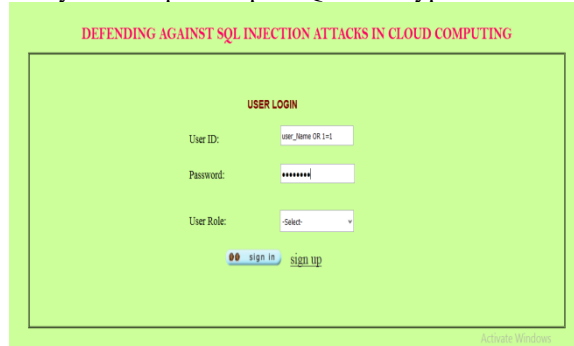 DEFENDING AGAINST SQL INJECTION ATTACKS IN CLOUD COMPUTING
USER LOGIN
User ID: user_Name OR 1=1
Password: ••••••••
User Role: -Select-
sign in sign up
Activate Windows